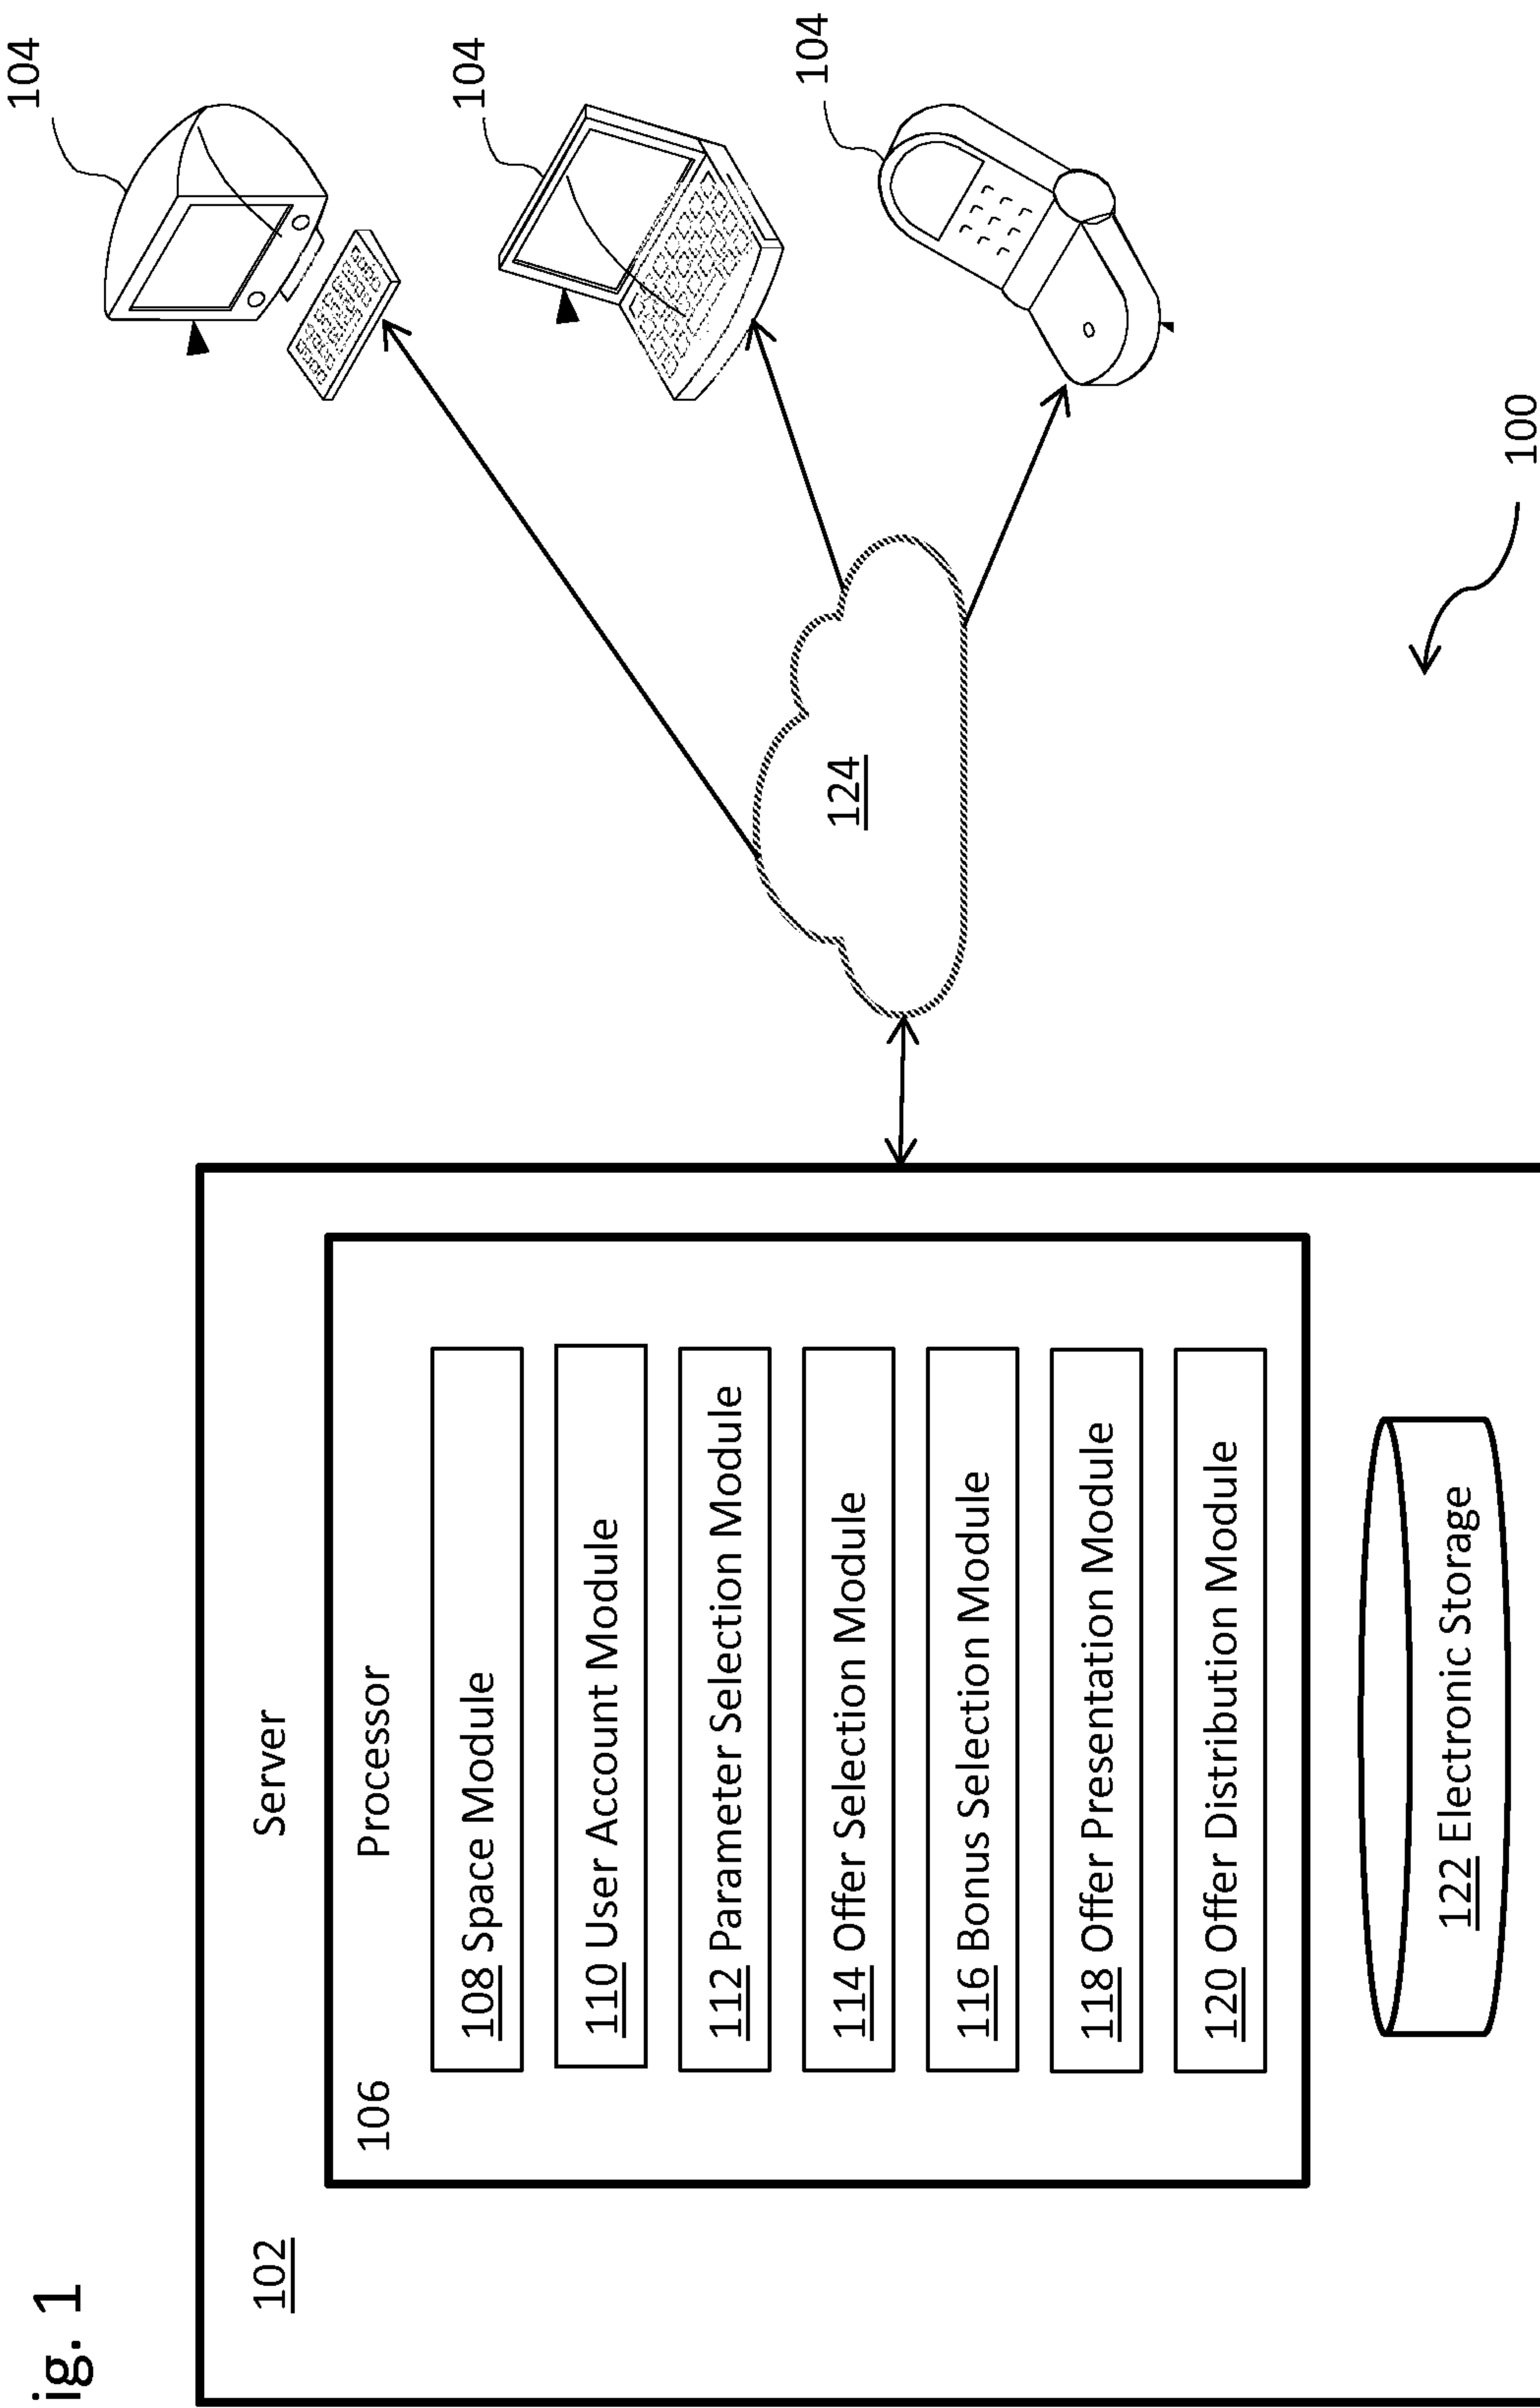 ig. 1
102
Server
106
Processor
108 Space Module
110 User Account Module
112 Parameter Selection Module
114 Offer Selection Module
116 Bonus Selection Module
118 Offer Presentation Module
120 Offer Distribution Module
122 Electronic Storage
124
104
104
104
100